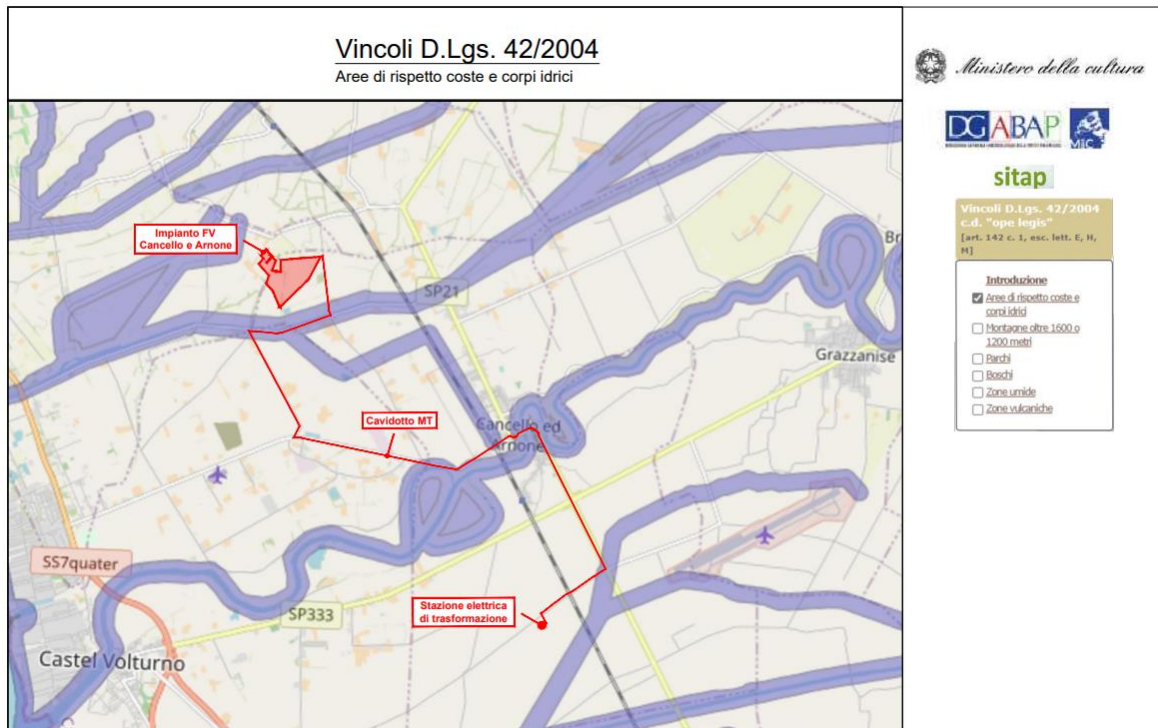 Vincoli D.Lgs. 42/2004
Aree di rispetto coste e corpi idrici
Ministero della cultura
DGABAP
MiC
sitap
Vincoli D.Lgs. 42/2004
c.d. "ope legis"
[art. 142 c. 1, esc. lett. E, H,
M]
Introduzione
Aree di rispetto coste e
corpi idrici
Montagne oltre 1600 o
1200 metri
Parchi
Boschi
Zone umide
Zone vulcaniche
Impianto FV
Cancello e Arnone
SP21
Br
Grazzanise
Cavidotto MT
Cancello ed
Arnone
SS7quater
SP333
Stazione elettrica
di trasformazione
Castel Volturno